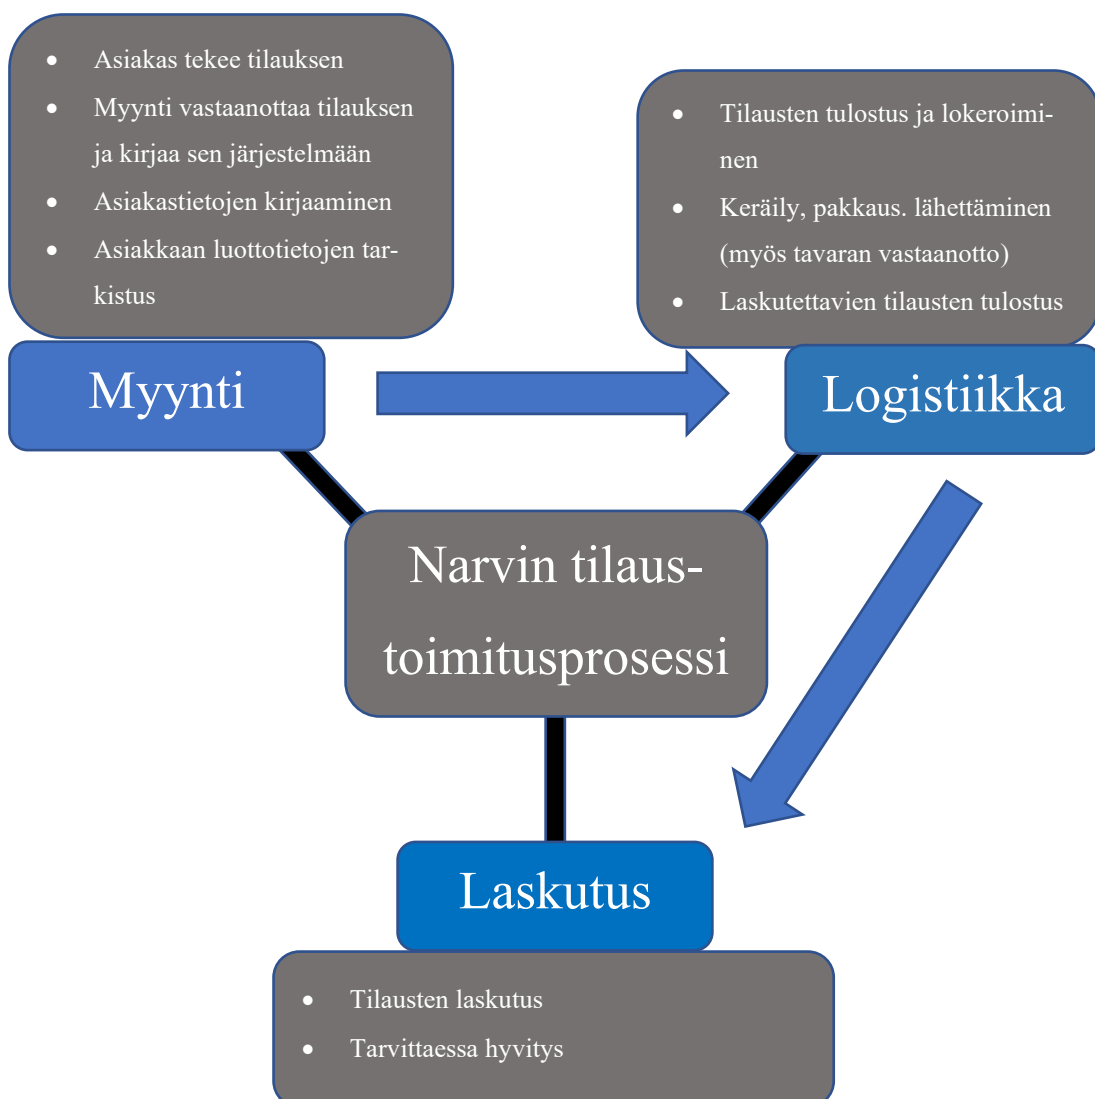 • Asiakas tekee tilauksen
• Myynti vastaanottaa tilauksen
ja kirjaa sen järjestelmään
• Asiakastietojen kirjaaminen
• Asiakkaan luottotietojen tar-
kistus
Myynti
• Tilausten tulostus ja lokeroimi-
nen
• Keräily, pakkaus. lähettäminen
(myös tavaran vastaanotto)
• Laskutettavien tilausten tulostus
Logistiikka
Narvin tilaus-
toimitusprosessi
Laskutus
• Tilausten laskutus
• Tarvittaessa hyvitys